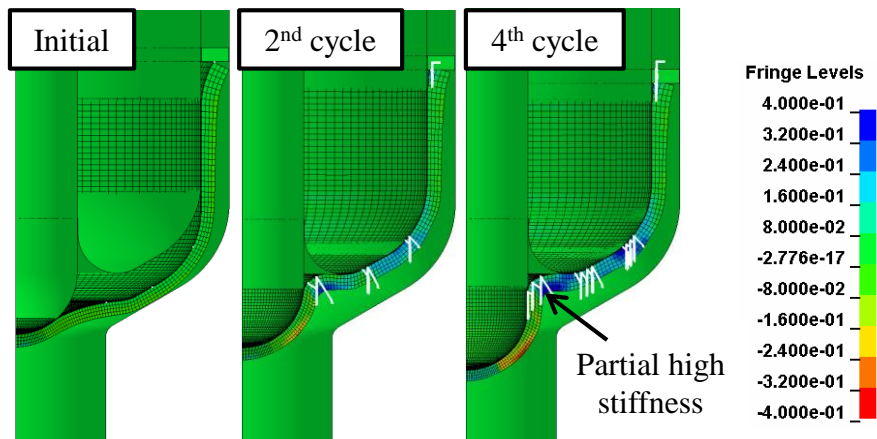 Initial
2nd cycle
4th cycle
Partial high
stiffness
Fringe Levels
4.000e-01
3.200e-01
2.400e-01
1.600e-01
8.000e-02
-2.776e-17
-8.000e-02
-1.600e-01
-2.400e-01
-3.200e-01
-4.000e-01